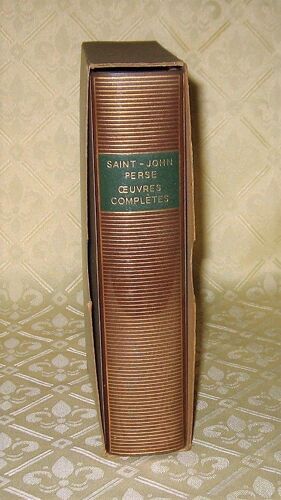 SAINT-JOHN
PERSE
ŒUVRES
COMPLÈTES